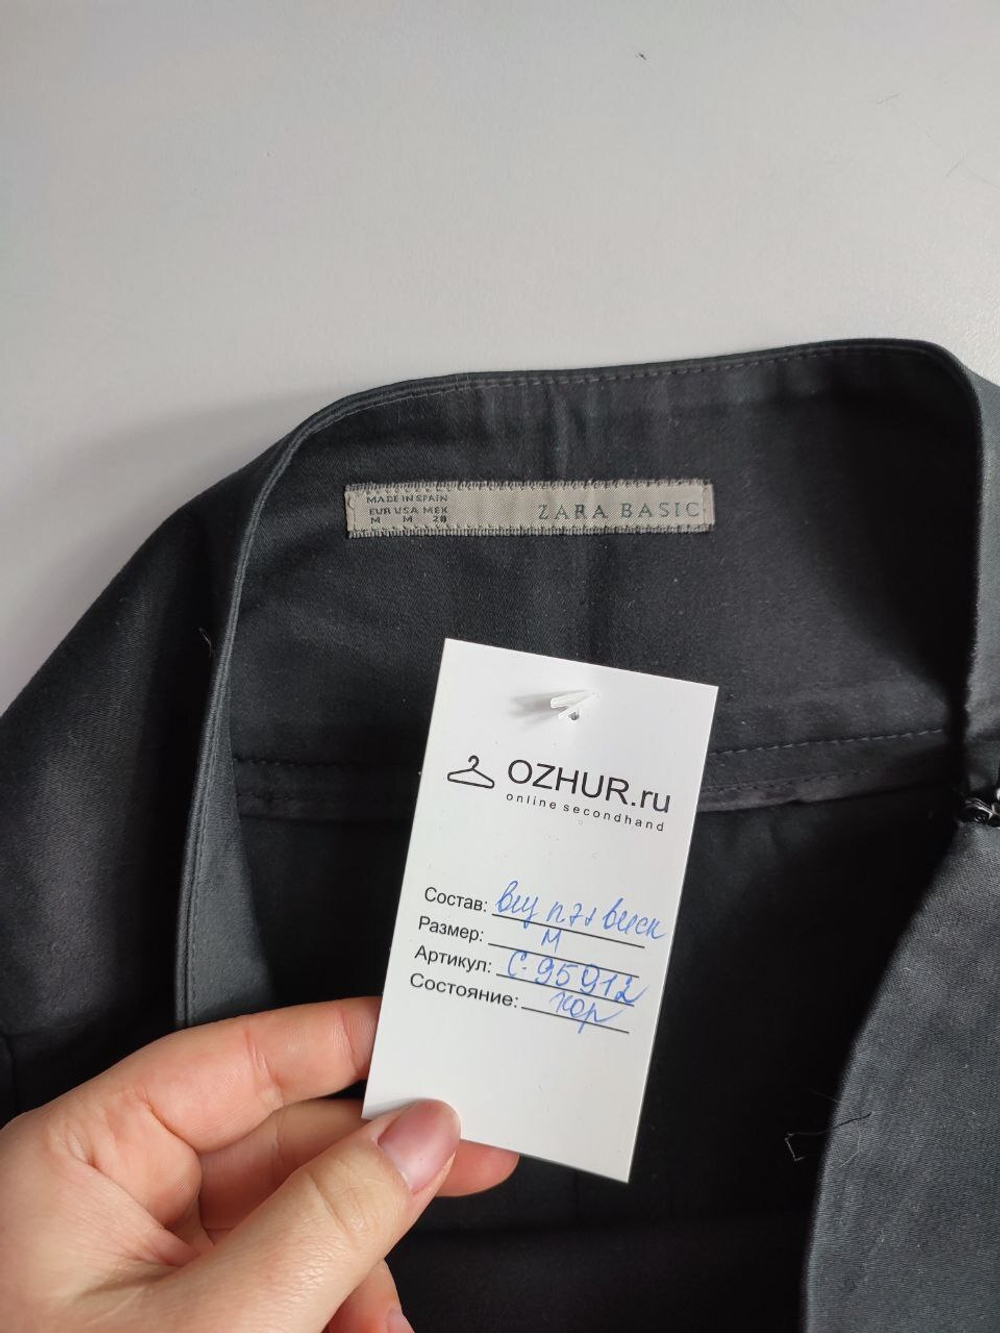 MADE IN SPAIN
EUR USA MEX
M M 28
ZARA BASIC
OZHUR.ru
online secondhand
Состав: виск
Размер: М
Артикул: С-95912
Состояние: хор